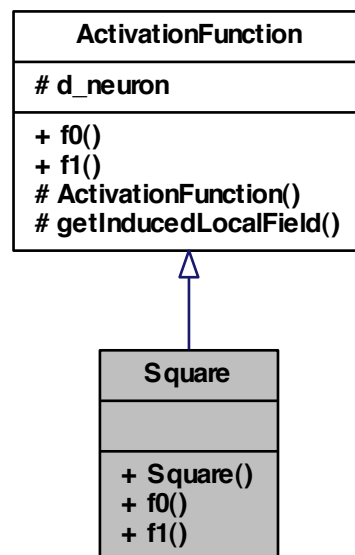 ActivationFunction
# d_neuron
+ f0()
+ f1()
# ActivationFunction()
# getInducedLocalField()
Square
+ Square()
+ f0()
+ f1()